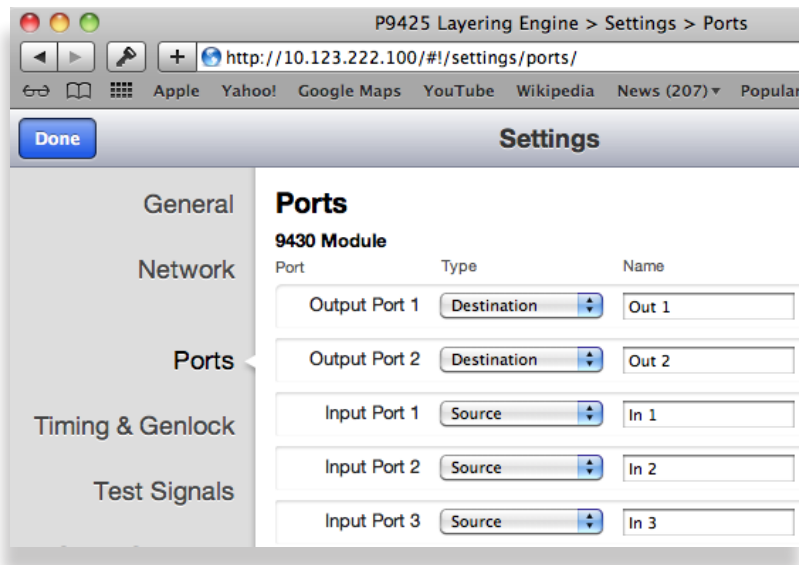 P9425 Layering Engine > Settings > Ports
http://10.123.222.100/#!/settings/ports/
Apple Yahoo! Google Maps YouTube Wikipedia News (207) Popular
Done Settings
General
Network
Ports
Timing & Genlock
Test Signals
Ports
9430 Module
Port Type Name
Output Port 1 Destination Out 1
Output Port 2 Destination Out 2
Input Port 1 Source In 1
Input Port 2 Source In 2
Input Port 3 Source In 3